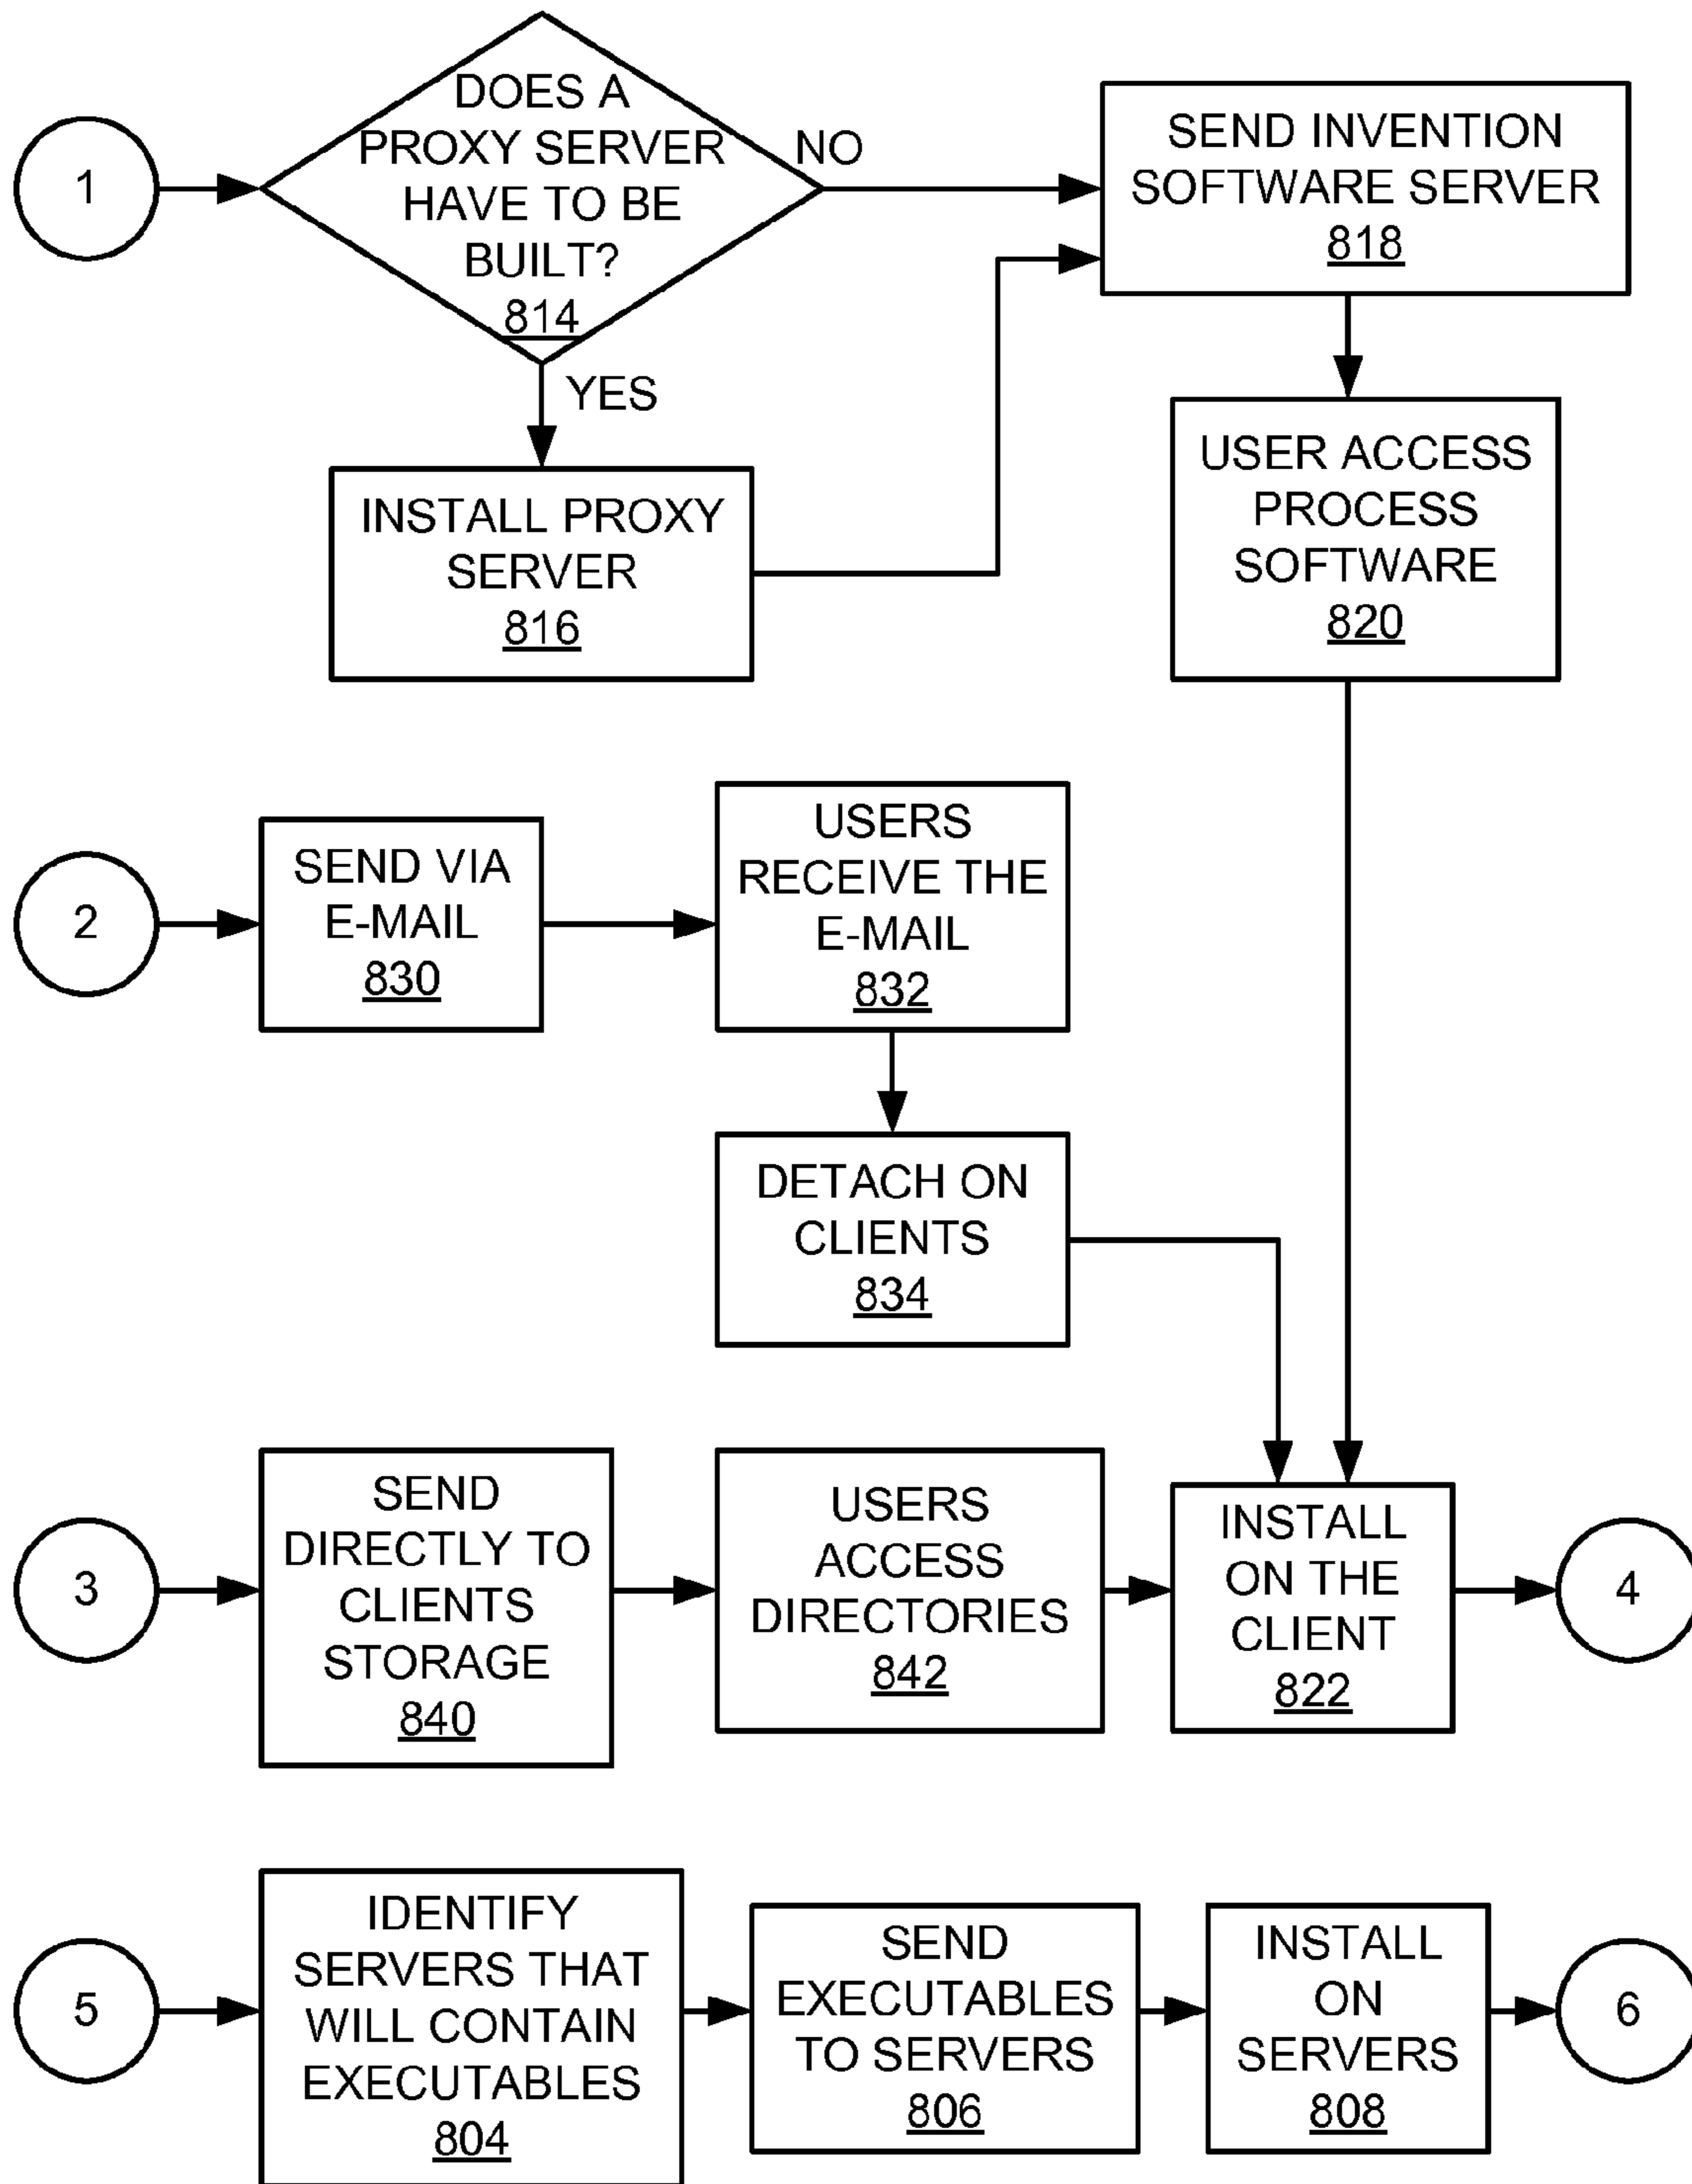 1
DOES A
PROXY SERVER
HAVE TO BE
BUILT?
814
NO
YES
SEND INVENTION
SOFTWARE SERVER
818
INSTALL PROXY
SERVER
816
USER ACCESS
PROCESS
SOFTWARE
820
2
SEND VIA
E-MAIL
830
USERS
RECEIVE THE
E-MAIL
832
DETACH ON
CLIENTS
834
3
SEND
DIRECTLY TO
CLIENTS
STORAGE
840
USERS
ACCESS
DIRECTORIES
842
INSTALL
ON THE
CLIENT
822
4
5
IDENTIFY
SERVERS THAT
WILL CONTAIN
EXECUTABLES
804
SEND
EXECUTABLES
TO SERVERS
806
INSTALL
ON
SERVERS
808
6